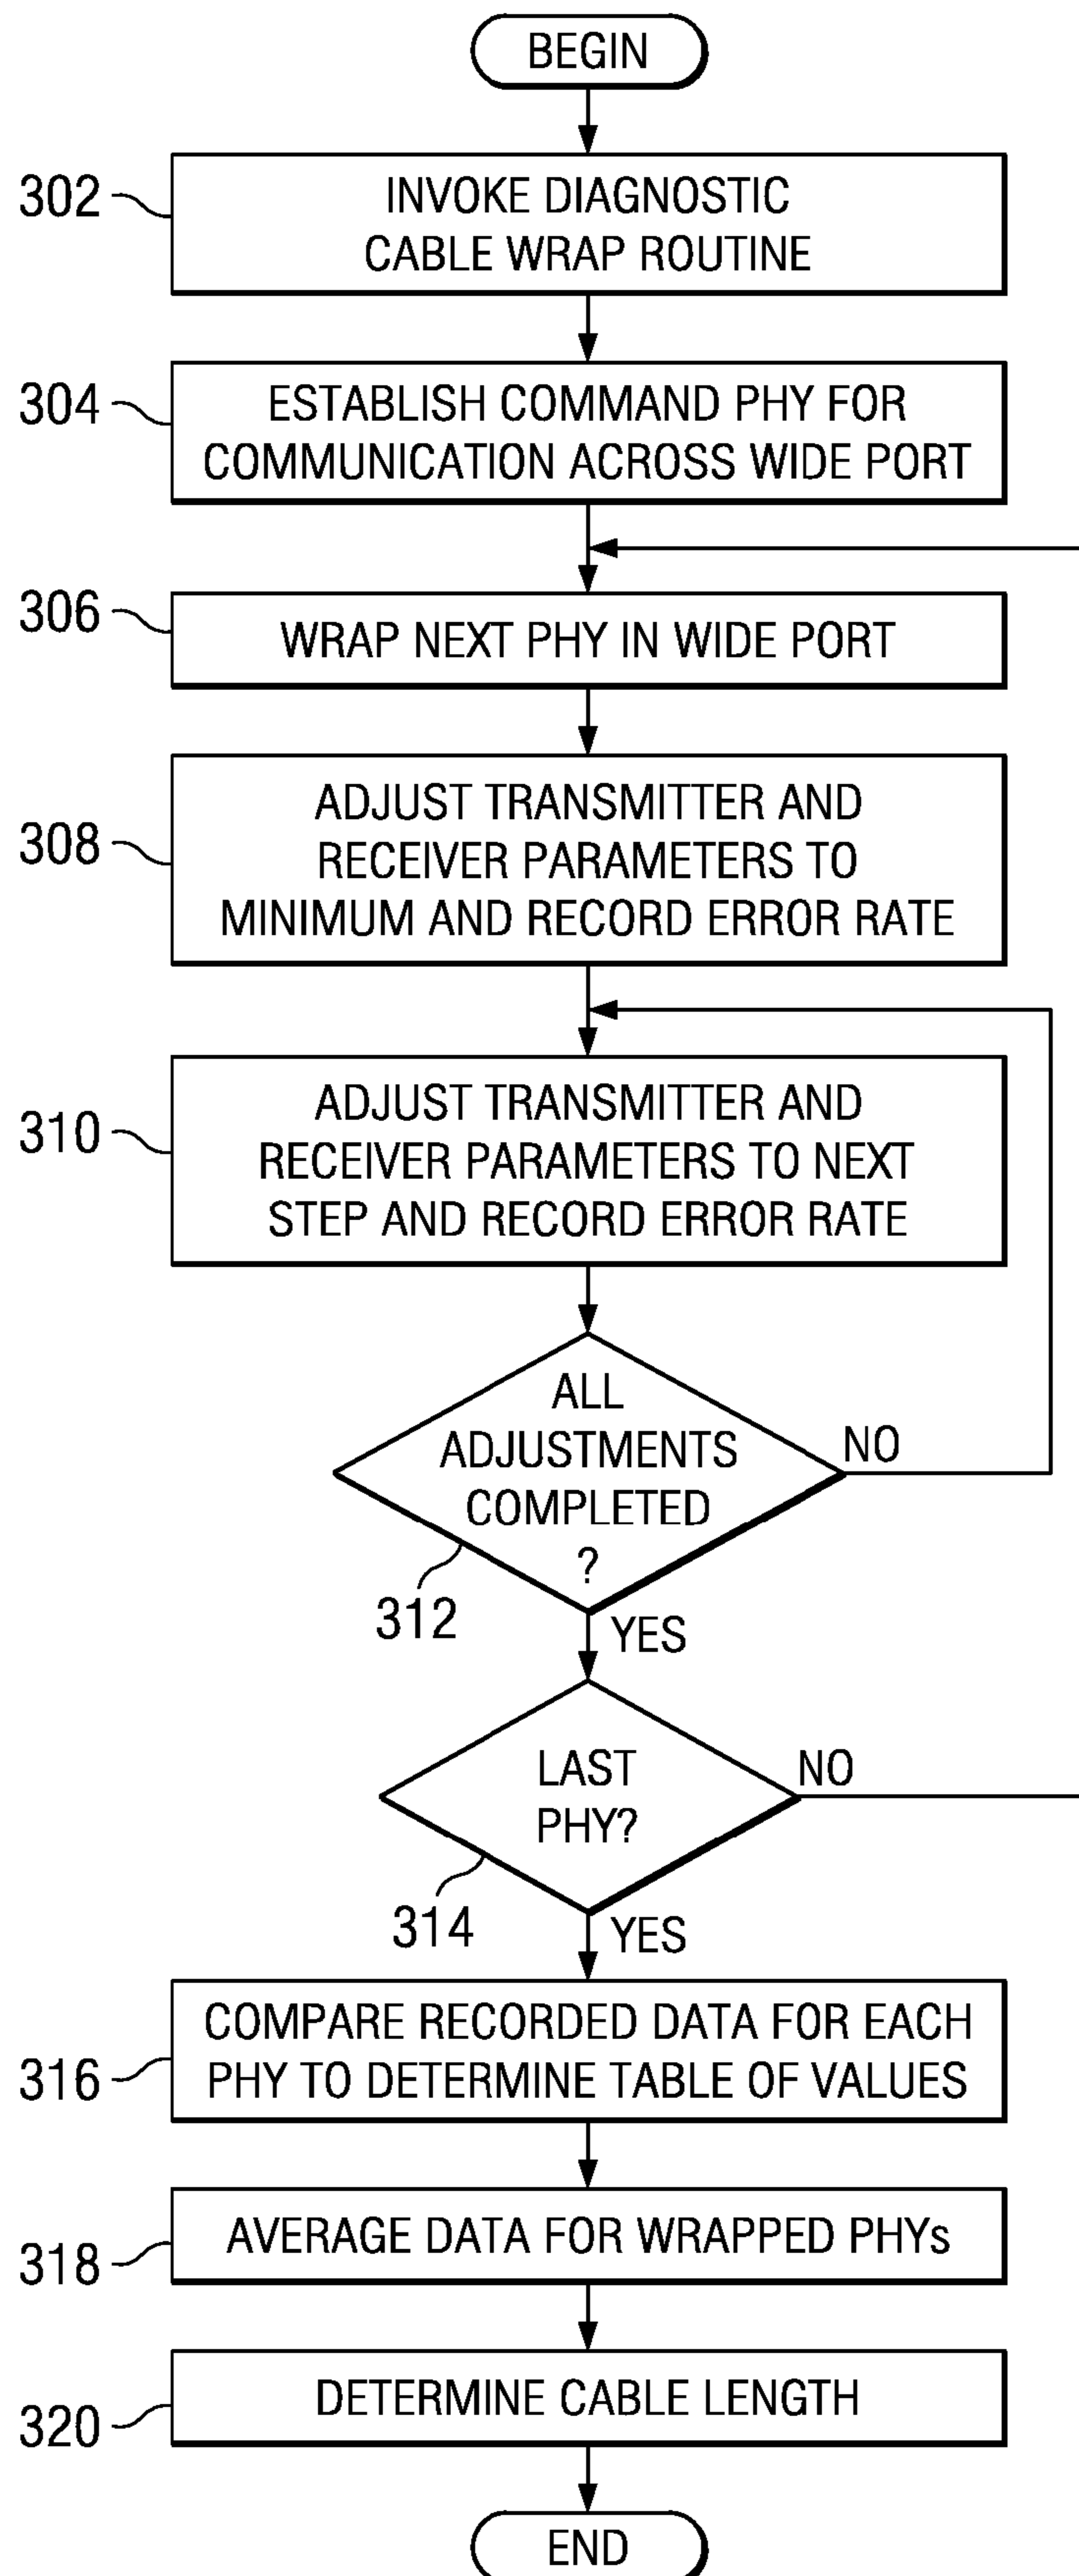 BEGIN
302
INVOKE DIAGNOSTIC
CABLE WRAP ROUTINE
304
ESTABLISH COMMAND PHY FOR
COMMUNICATION ACROSS WIDE PORT
306
WRAP NEXT PHY IN WIDE PORT
308
ADJUST TRANSMITTER AND
RECEIVER PARAMETERS TO
MINIMUM AND RECORD ERROR RATE
310
ADJUST TRANSMITTER AND
RECEIVER PARAMETERS TO NEXT
STEP AND RECORD ERROR RATE
ALL
ADJUSTMENTS
COMPLETED
?
NO
312
YES
LAST
PHY?
NO
314
YES
316
COMPARE RECORDED DATA FOR EACH
PHY TO DETERMINE TABLE OF VALUES
318
AVERAGE DATA FOR WRAPPED PHYs
320
DETERMINE CABLE LENGTH
END